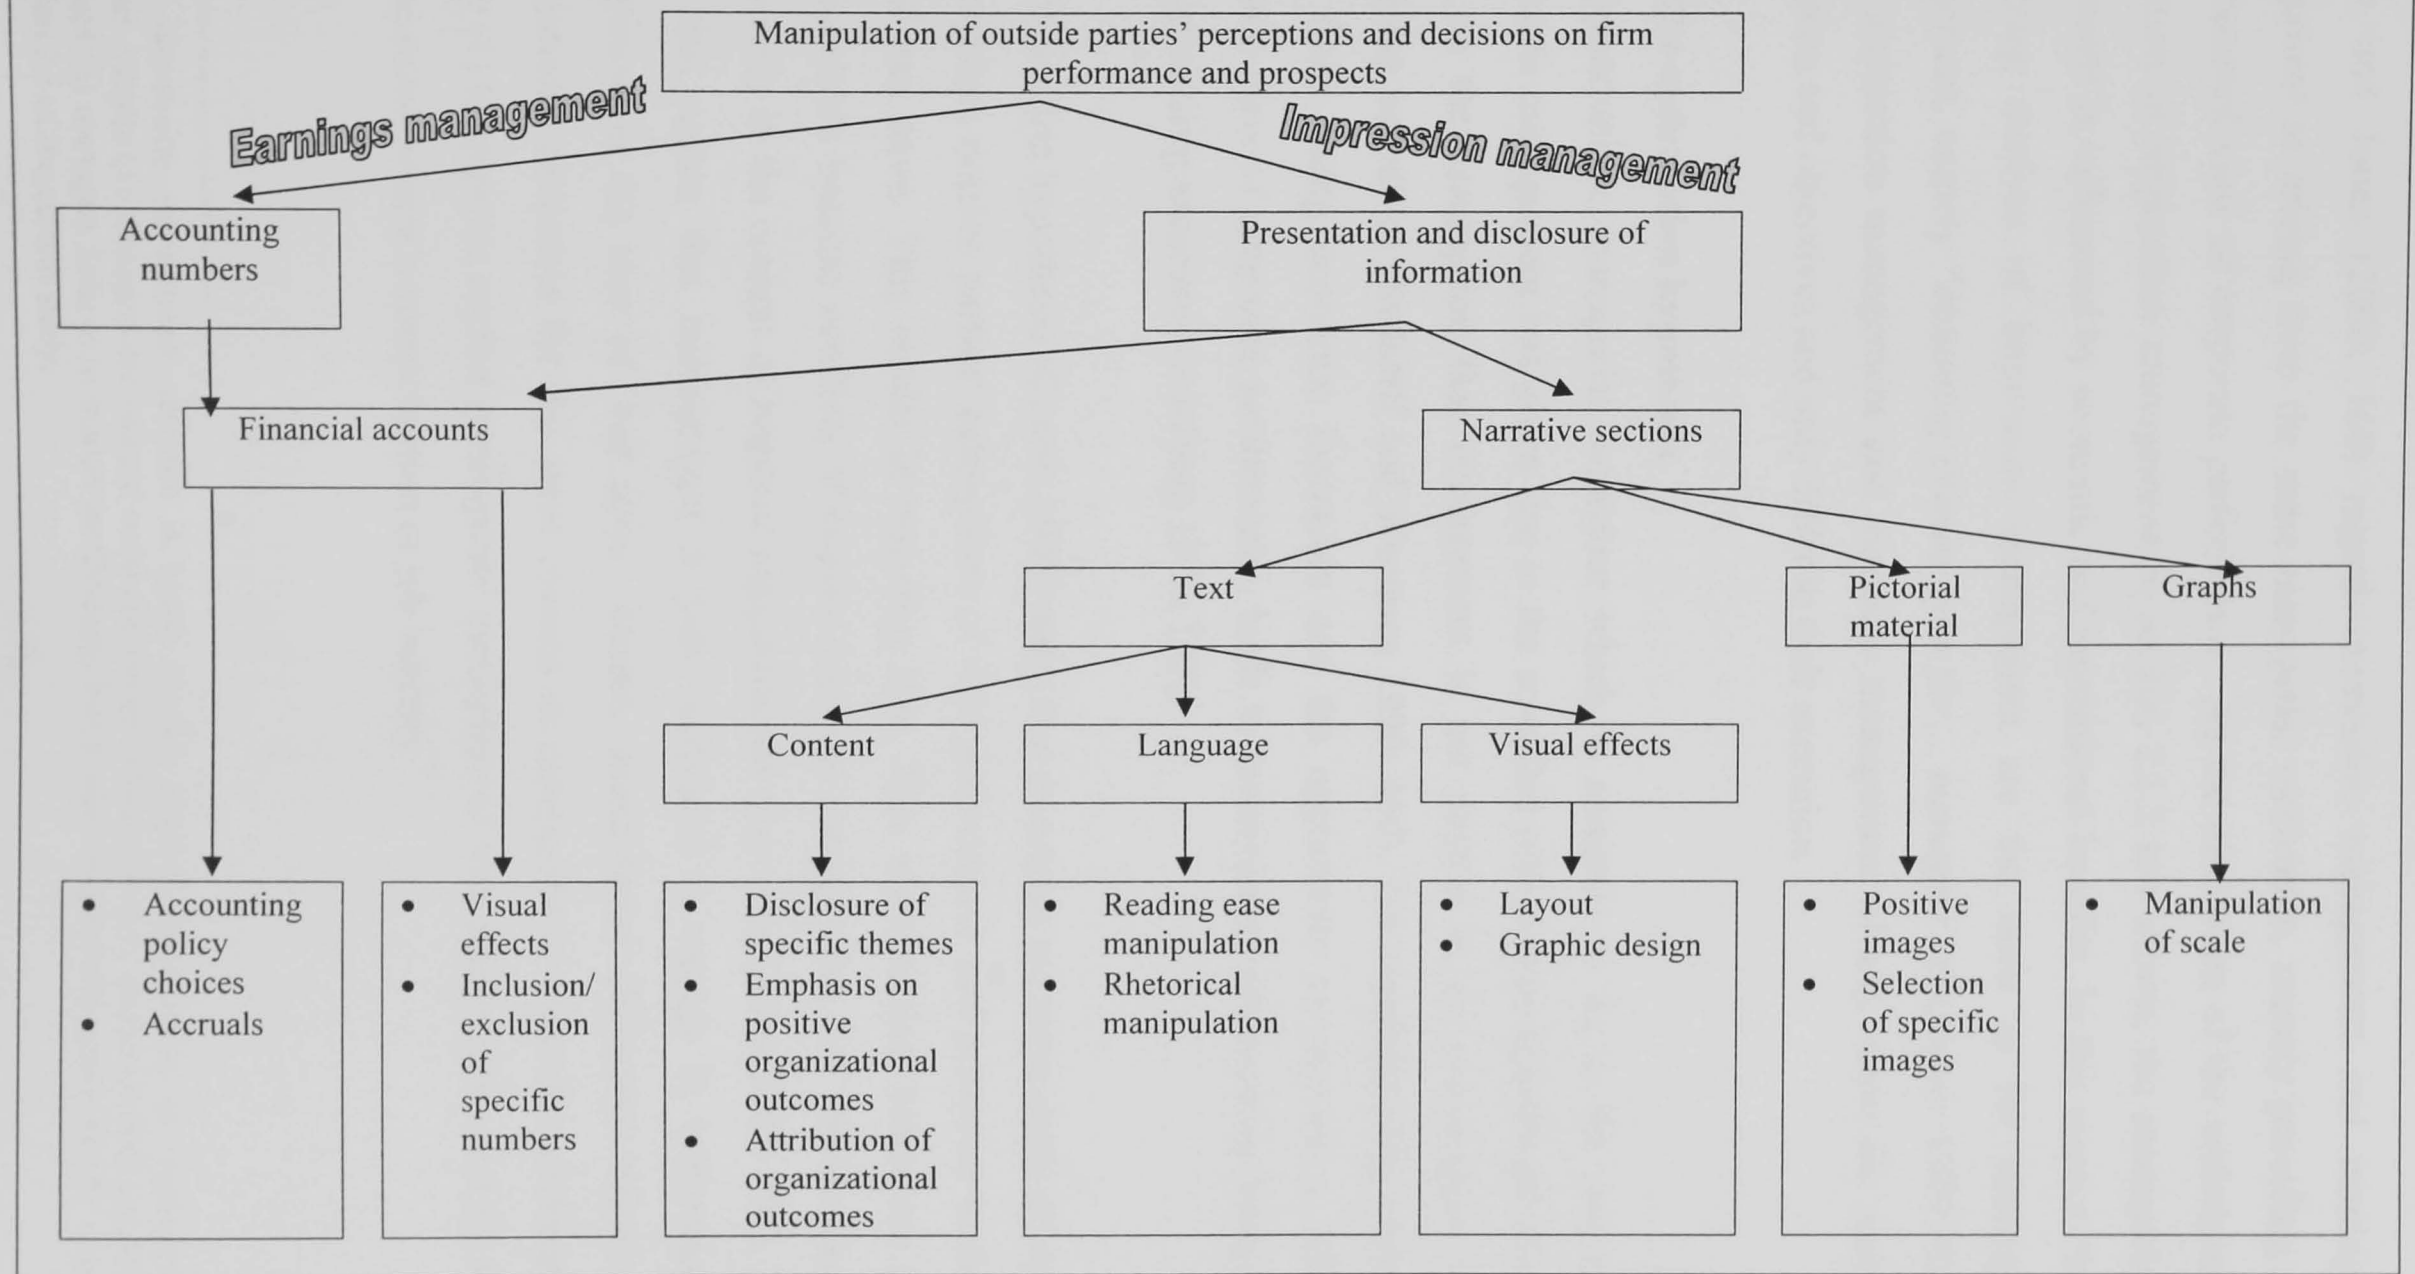 Manipulation of outside parties' perceptions and decisions on firm
performance and prospects
Earnings management
Impression management
Accounting
numbers
Presentation and disclosure of
information
Financial accounts
Narrative sections
Text
Pictorial
material
Graphs
Content
Language
Visual effects
• Accounting
policy
choices
• Accruals
• Visual
effects
• Inclusion/
exclusion
of
specific
numbers
• Disclosure of
specific themes
• Emphasis on
positive
organizational
outcomes
• Attribution of
organizational
outcomes
• Reading ease
manipulation
• Rhetorical
manipulation
• Layout
• Graphic design
• Positive
images
• Selection
of specific
images
• Manipulation
of scale